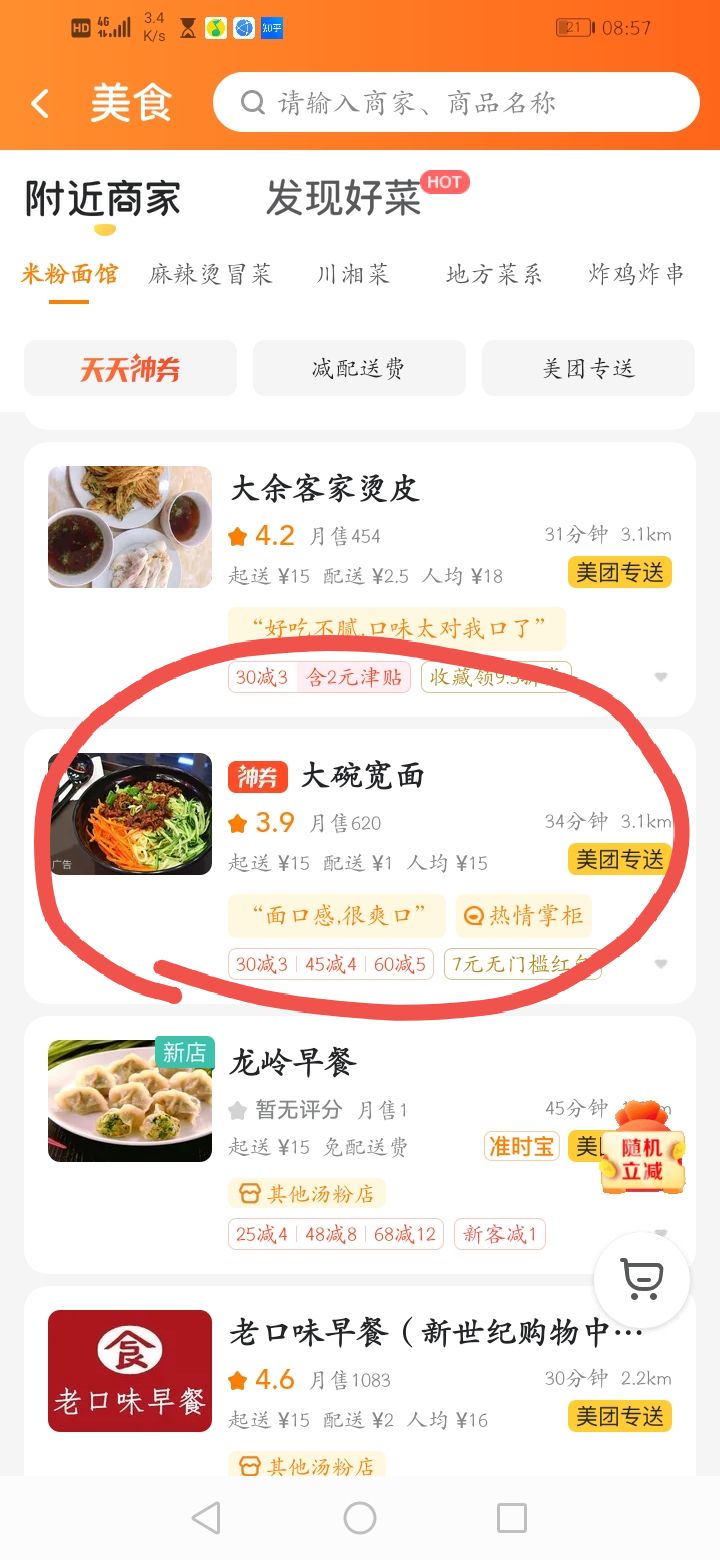 HD 4G 3.4 K/s 知乎 21 08:57
美食 请输入商家、商品名称
附近商家 发现好菜 HOT
米粉面馆 麻辣烫冒菜 川湘菜 地方菜系 炸鸡炸串
天天神券 减配送费 美团专送
大余客家烫皮
4.2 月售454 31分钟 3.1km
起送 ¥15 配送 ¥2.5 人均 ¥18 美团专送
“好吃不腻,口味太对我口了”
30减3 含2元津贴 收藏领9.5折券
神券 大碗宽面
3.9 月售620 34分钟 3.1km
广告 起送 ¥15 配送 ¥1 人均 ¥15 美团专送
“面口感,很爽口” 热情掌柜
30减3 45减4 60减5 7元无门槛红包
新店 龙岭早餐
暂无评分 月售1 45分钟
起送 ¥15 免配送费 准时宝 美
随机
立减
其他汤粉店
25减4 48减8 68减12 新客减1
食 老口味早餐
老口味早餐（新世纪购物中…
4.6 月售1083 30分钟 2.2km
起送 ¥15 配送 ¥2 人均 ¥16 美团专送
其他汤粉店